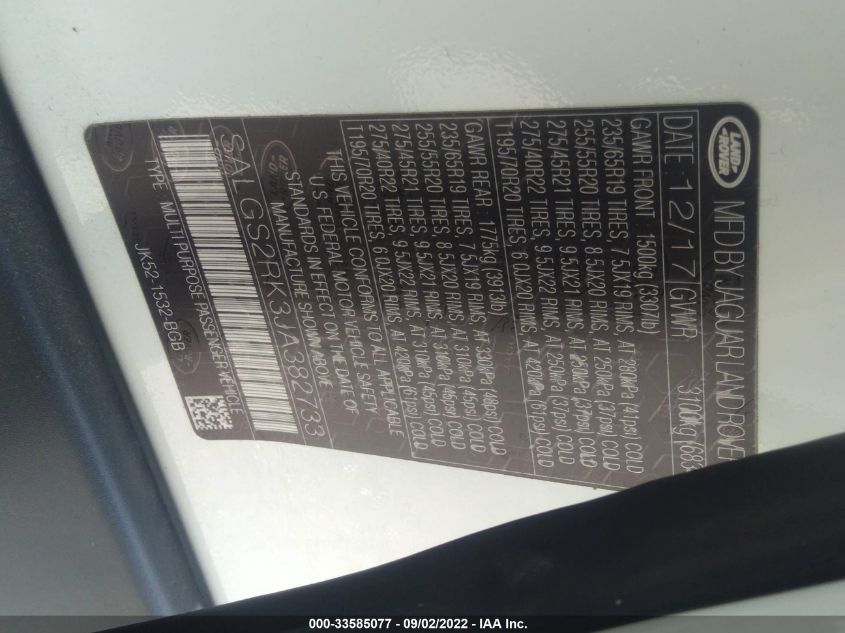 LAND ROVER
MFD BY JAGUAR LAND ROVE
DATE 12/17 GVWR 3100kg (683
GAWR FRONT 1500kg (3307lb)
235/65R19 TIRES, 7.5JX19 RIMS AT 280kPa (41psi) COLD
255/55R20 TIRES, 8.5JX20 RIMS AT 250kPa (37psi) COLD
275/45R21 TIRES, 9.5JX21 RIMS AT 250kPa (37psi) COLD
275/40R22 TIRES, 9.5JX22 RIMS AT 250kPa (37psi) COLD
T195/70R20 TIRES, 6.0JX20 RIMS AT 420kPa (61psi) COLD
GAWR REAR 1775kg (3913lb)
235/65R19 TIRES, 7.5JX19 RIMS AT 330kPa (48psi) COLD
255/55R20 TIRES, 8.5JX20 RIMS AT 310kPa (45psi) COLD
275/45R21 TIRES, 9.5JX21 RIMS AT 310kPa (45psi) COLD
275/40R22 TIRES, 9.5JX22 RIMS AT 310kPa (45psi) COLD
T195/70R20 TIRES, 6.0JX20 RIMS AT 420kPa (61psi) COLD
THIS VEHICLE CONFORMS TO ALL APPLICABLE
U.S. FEDERAL MOTOR VEHICLE SAFETY
STANDARDS IN EFFECT ON THE DATE OF
MANUFACTURE SHOWN ABOVE
SALGS2RK3JA382733
TYPE : MULTIPURPOSE PASSENGER VEHICLE
JK52-1532-BGB
000-33585077 - 09/02/2022 - IAA Inc.